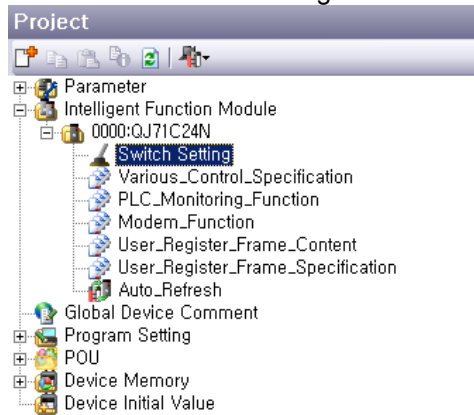 Project
Parameter
Intelligent Function Module
0000:QJ71C24N
Switch Setting
Various_Control_Specification
PLC_Monitoring_Function
Modem_Function
User_Register_Frame_Content
User_Register_Frame_Specification
Auto_Refresh
Global Device Comment
Program Setting
POU
Device Memory
Device Initial Value